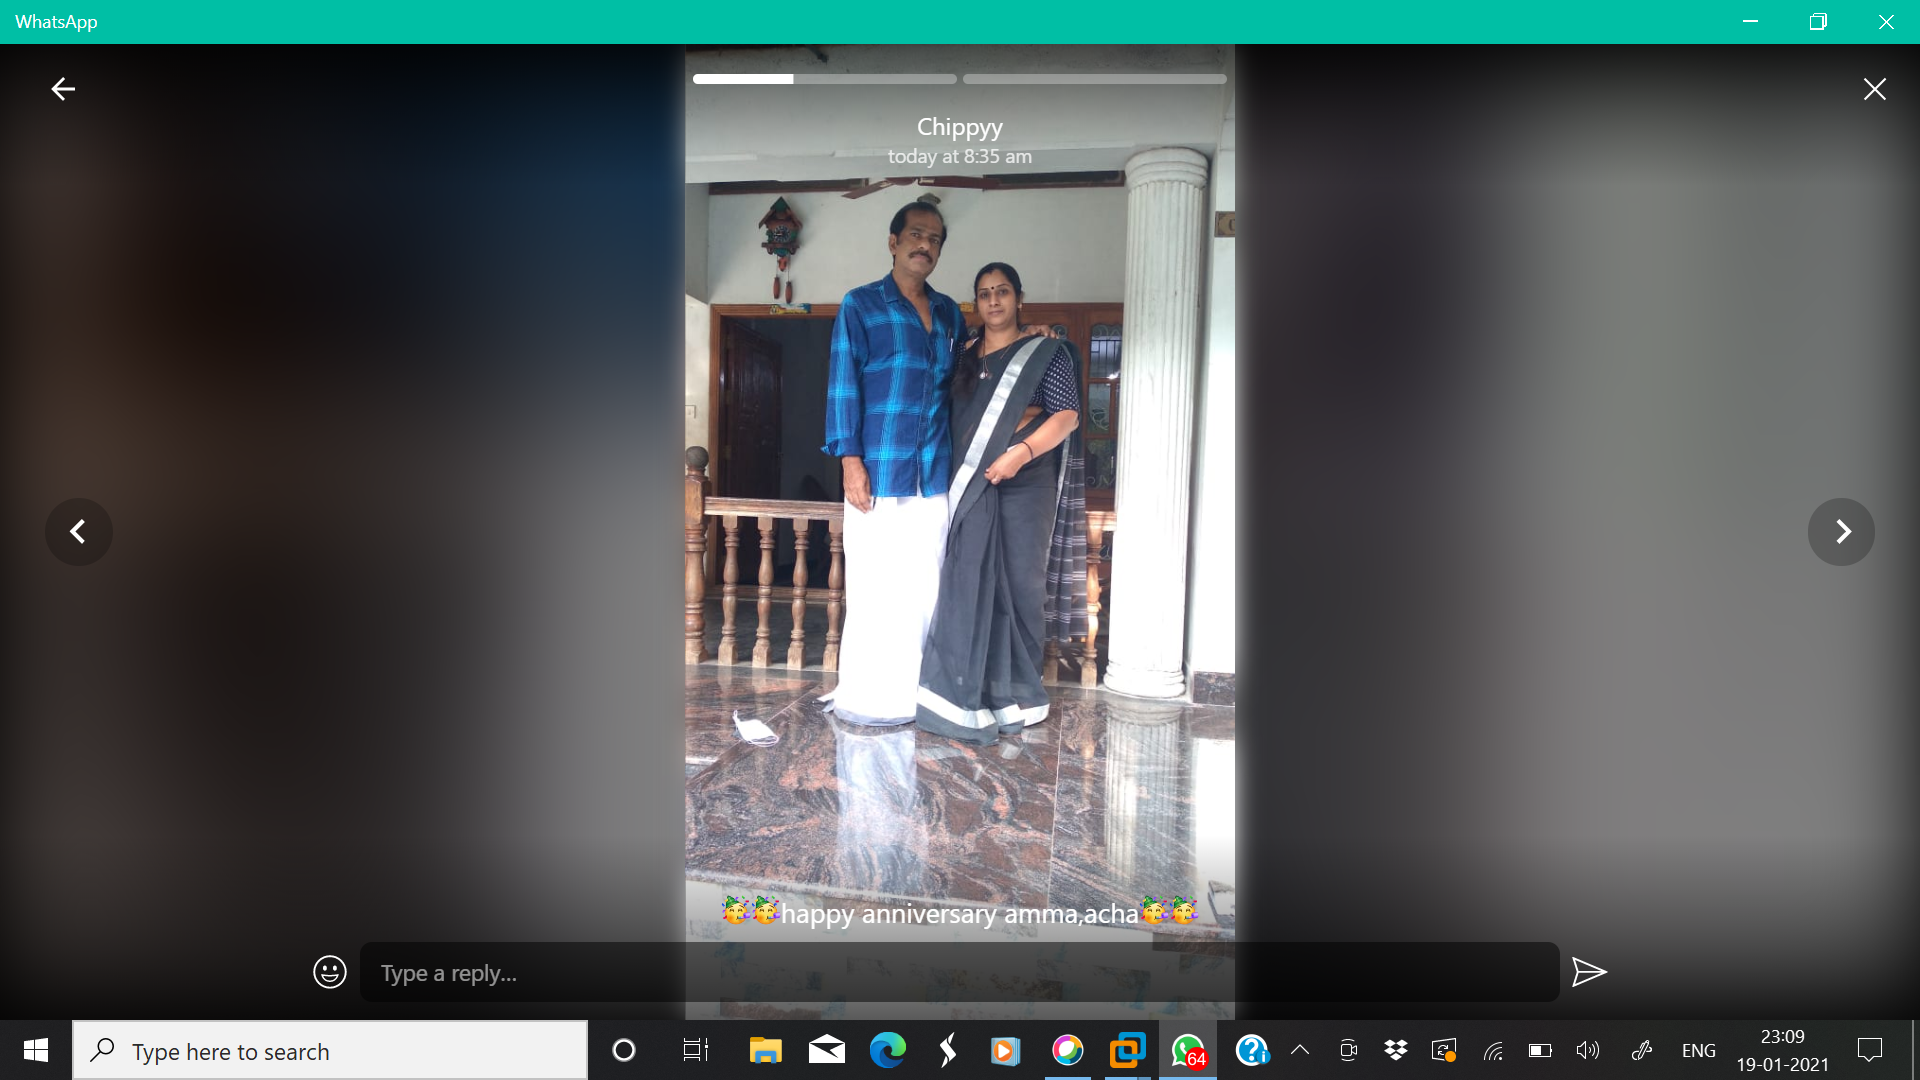 WhatsApp
Chippyy
today at 8:35 am
🥳🥳happy anniversary amma,acha🥳🥳
Type a reply...
Type here to search
64
ENG
23:09
19-01-2021